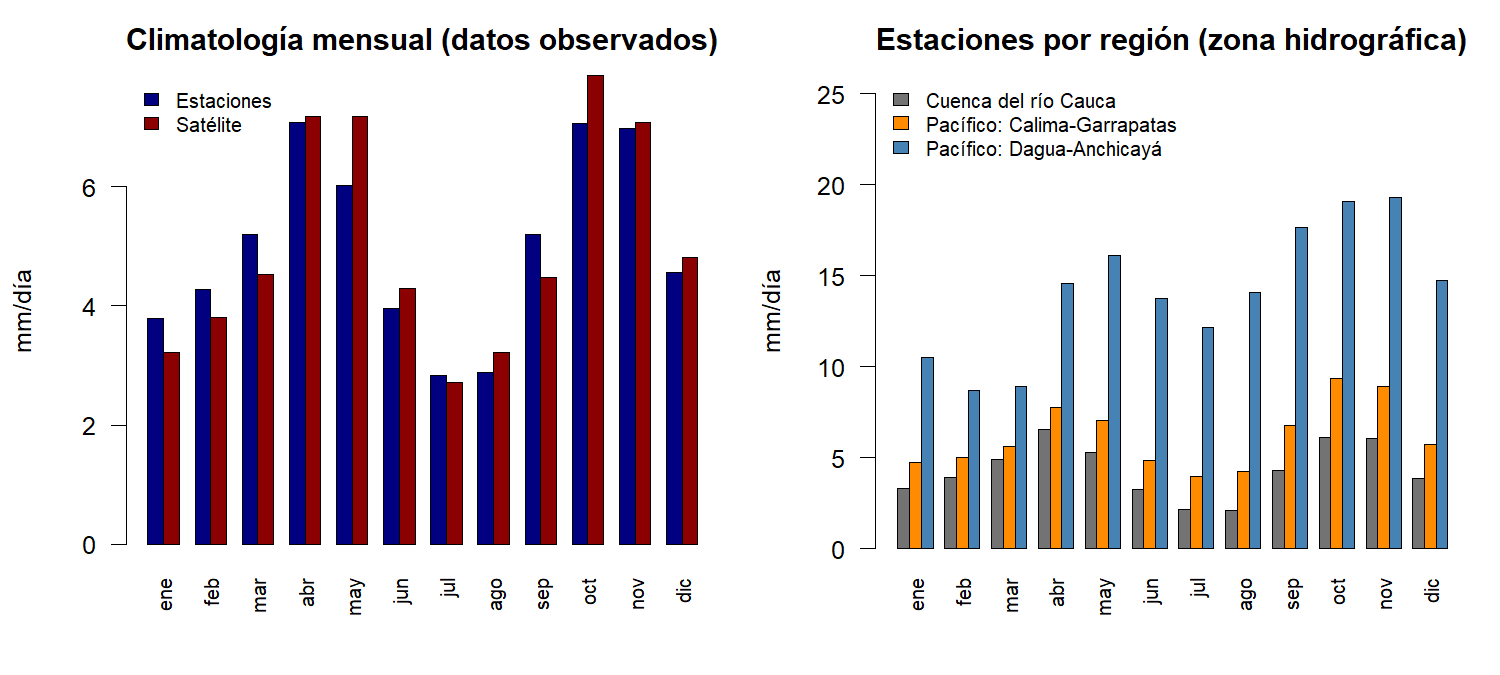 Climatología mensual (datos observados)
Estaciones
Satélite
mm/día
6
4
2
0
ene
feb
mar
abr
may
jun
jul
ago
sep
oct
nov
dic
Estaciones por región (zona hidrográfica)
Cuenca del río Cauca
Pacífico: Calima-Garrapatas
Pacífico: Dagua-Anchicayá
mm/día
25
20
15
10
5
0
ene
feb
mar
abr
may
jun
jul
ago
sep
oct
nov
dic